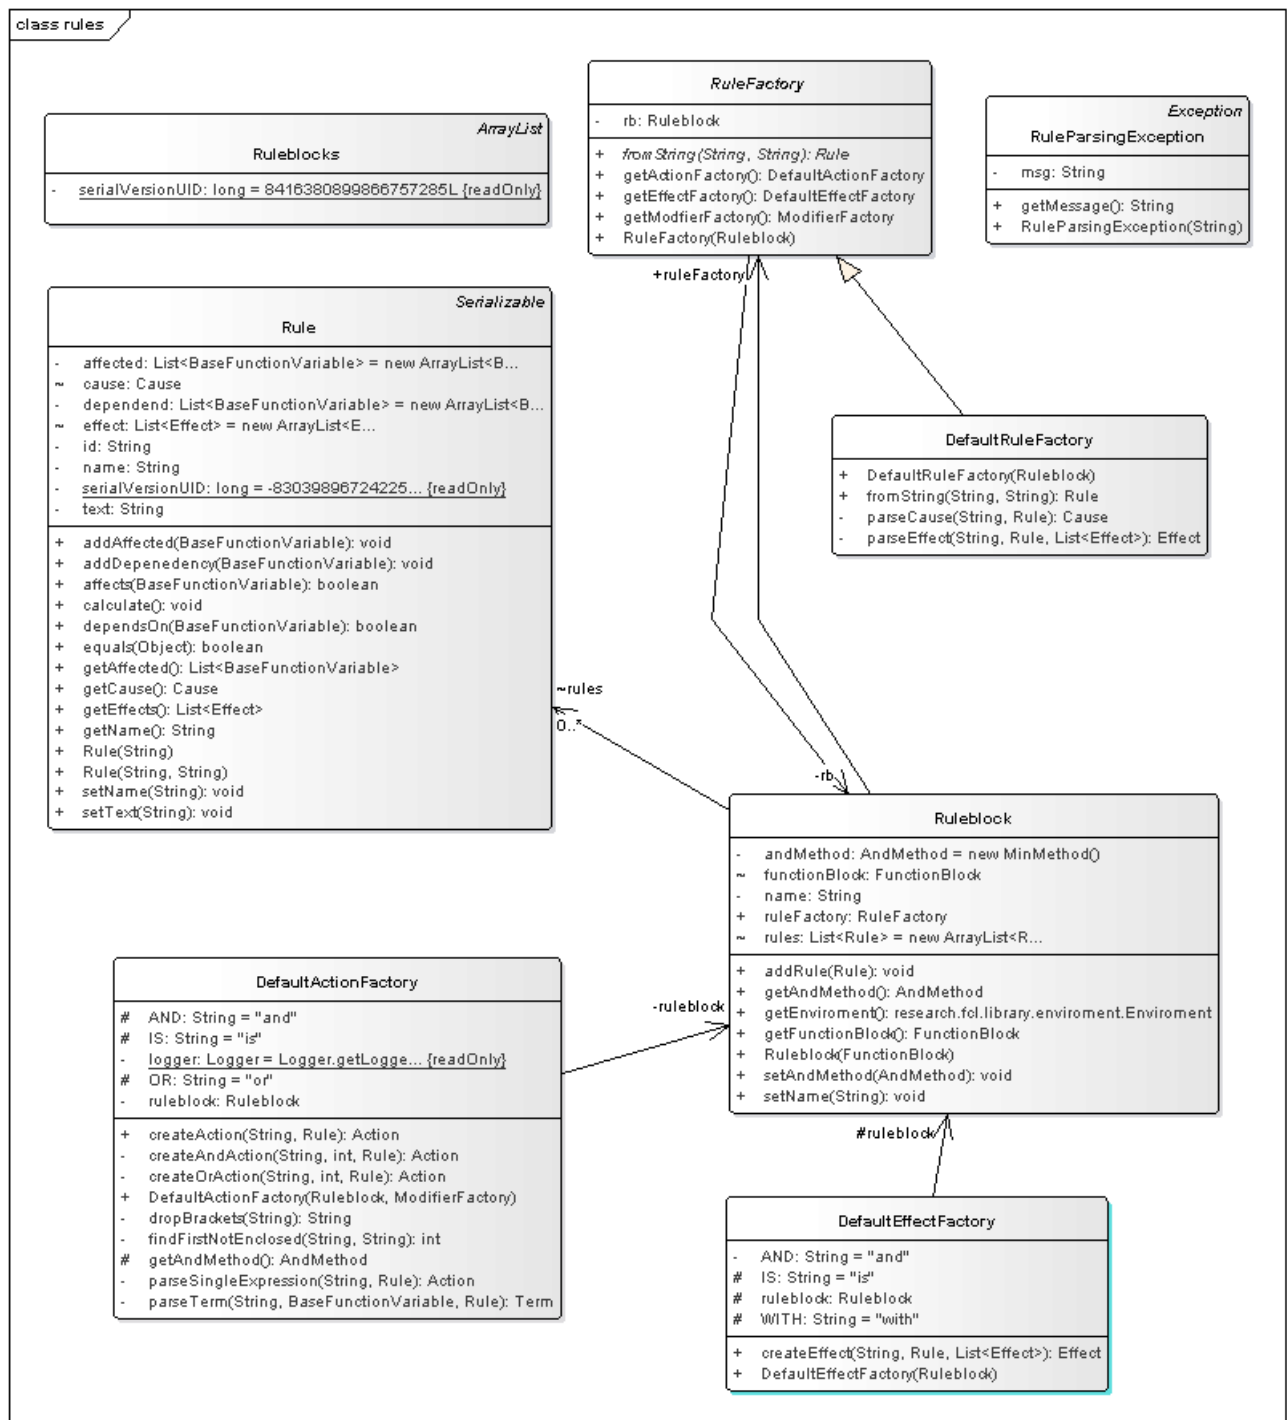 class rules
RuleFactory
- rb: Ruleblock
+ fromString(String, String): Rule
+ getActionFactory(): DefaultActionFactory
+ getEffectFactory(): DefaultEffectFactory
+ getModfierFactory(): ModifierFactory
+ RuleFactory(Ruleblock)
Exception
RuleParsingException
- msg: String
+ getMessage(): String
+ RuleParsingException(String)
ArrayList
Ruleblocks
- serialVersionUID: long = 8416380899866757285L {readOnly}
+ruleFactory
Serializable
Rule
- affected: List<BaseFunctionVariable> = new ArrayList<B...
~ cause: Cause
- dependend: List<BaseFunctionVariable> = new ArrayList<B...
~ effect: List<Effect> = new ArrayList<E...
- id: String
- name: String
- serialVersionUID: long = -83039896724225... {readOnly}
- text: String
+ addAffected(BaseFunctionVariable): void
+ addDepenedency(BaseFunctionVariable): void
+ affects(BaseFunctionVariable): boolean
+ calculate(): void
+ dependsOn(BaseFunctionVariable): boolean
+ equals(Object): boolean
+ getAffected(): List<BaseFunctionVariable>
+ getCause(): Cause
+ getEffects(): List<Effect>
+ getName(): String
+ Rule(String)
+ Rule(String, String)
+ setName(String): void
+ setText(String): void
DefaultRuleFactory
+ DefaultRuleFactory(Ruleblock)
+ fromString(String, String): Rule
- parseCause(String, Rule): Cause
- parseEffect(String, Rule, List<Effect>): Effect
~rules
0..*
-rb
Ruleblock
- andMethod: AndMethod = new MinMethod()
~ functionBlock: FunctionBlock
- name: String
+ ruleFactory: RuleFactory
~ rules: List<Rule> = new ArrayList<R...
+ addRule(Rule): void
+ getAndMethod(): AndMethod
+ getEnviroment(): research.fcl.library.enviroment.Enviroment
+ getFunctionBlock(): FunctionBlock
+ Ruleblock(FunctionBlock)
+ setAndMethod(AndMethod): void
+ setName(String): void
DefaultActionFactory
# AND: String = "and"
# IS: String = "is"
- logger: Logger = Logger.getLogge... {readOnly}
# OR: String = "or"
- ruleblock: Ruleblock
+ createAction(String, Rule): Action
- createAndAction(String, int, Rule): Action
- createOrAction(String, int, Rule): Action
+ DefaultActionFactory(Ruleblock, ModifierFactory)
- dropBrackets(String): String
- findFirstNotEnclosed(String, String): int
# getAndMethod(): AndMethod
- parseSingleExpression(String, Rule): Action
- parseTerm(String, BaseFunctionVariable, Rule): Term
-ruleblock
#ruleblock
DefaultEffectFactory
- AND: String = "and"
# IS: String = "is"
# ruleblock: Ruleblock
# WITH: String = "with"
+ createEffect(String, Rule, List<Effect>): Effect
+ DefaultEffectFactory(Ruleblock)